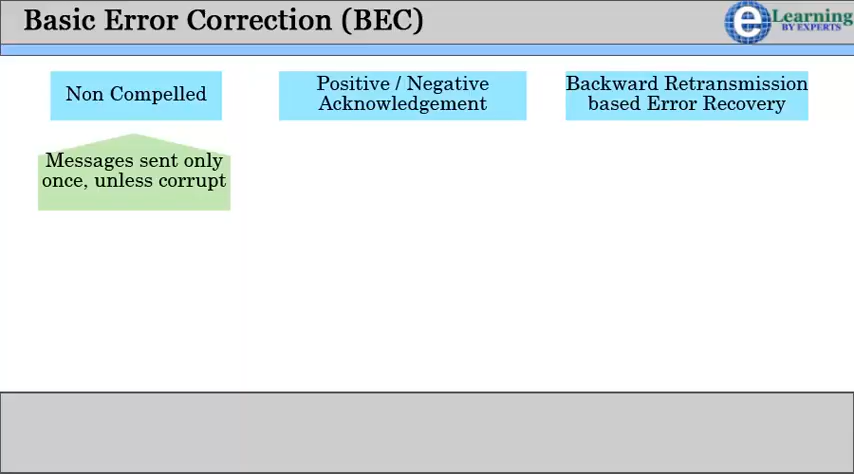 Basic Error Correction (BEC)
eLearning
BY EXPERTS
Non Compelled
Positive / Negative
Acknowledgement
Backward Retransmission
based Error Recovery
Messages sent only
once, unless corrupt